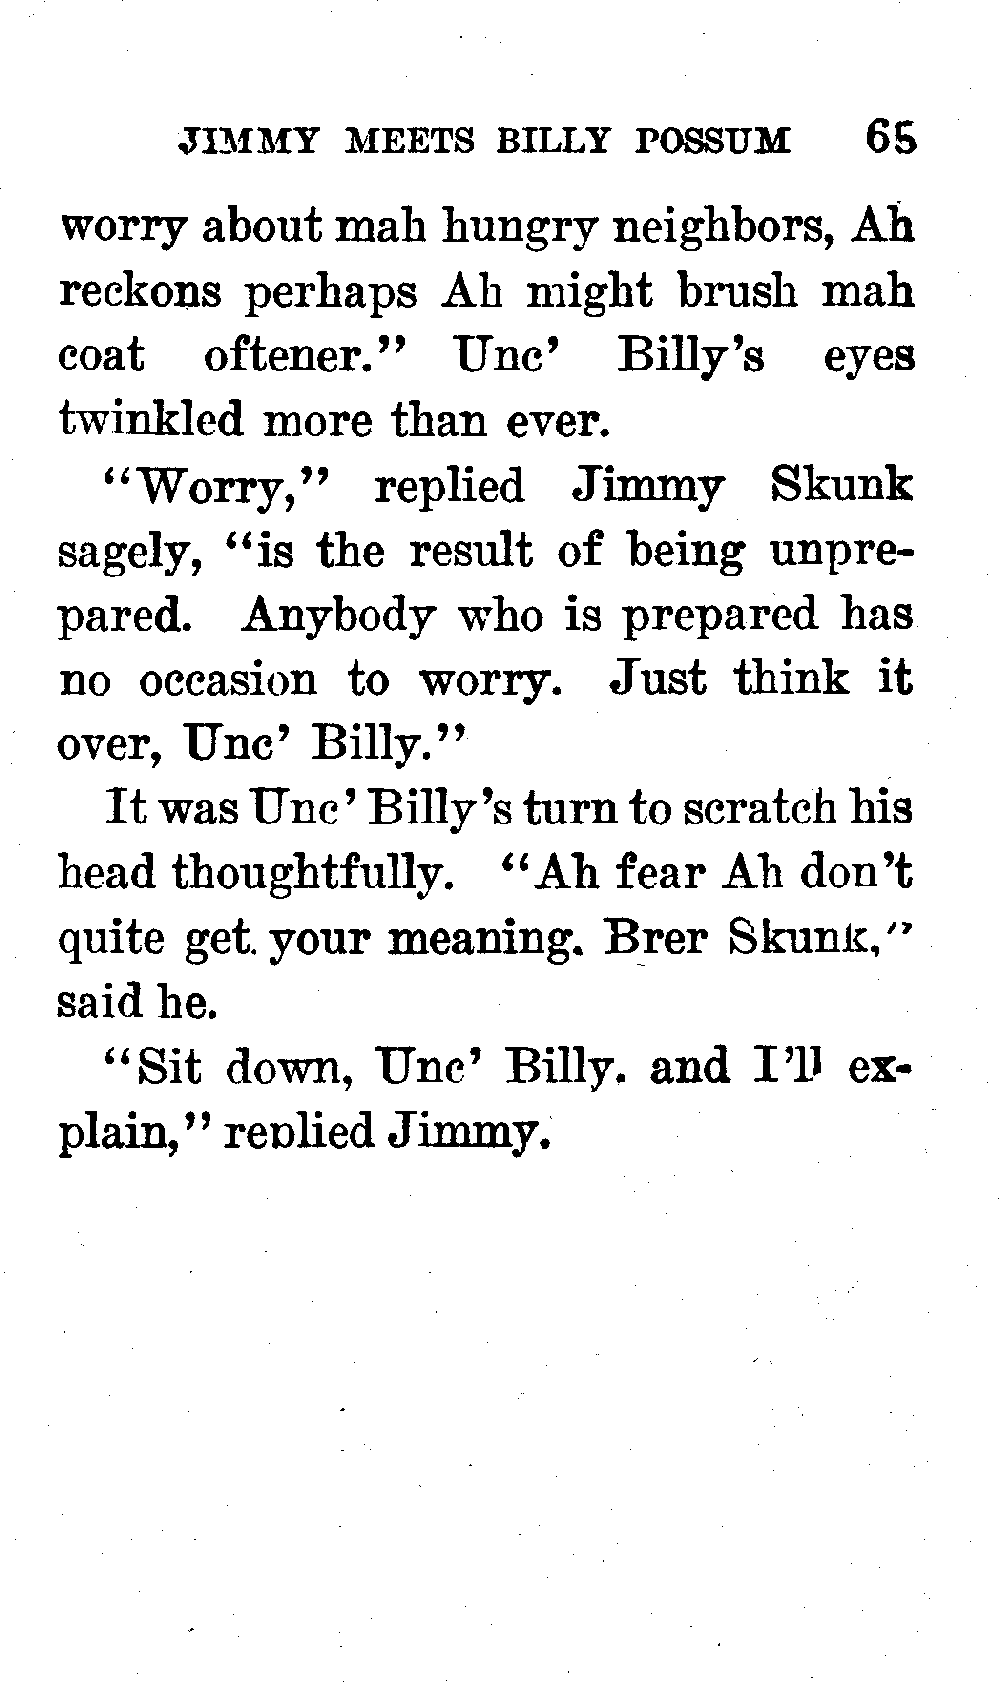 JIMMY MEETS BILLY POSSUM 65
worry about mah hungry neighbors, Ah
reckons perhaps Ah might brush mah
coat oftener." Unc' Billy's eyes
twinkled more than ever.
"Worry," replied Jimmy Skunk
sagely, "is the result of being unpre-
pared. Anybody who is prepared has
no occasion to worry. Just think it
over, Unc' Billy."
It was Unc' Billy's turn to scratch his
head thoughtfully. "Ah fear Ah don't
quite get your meaning. Brer Skunk,"
said he.
"Sit down, Unc' Billy. and I'll ex-
plain," replied Jimmy.